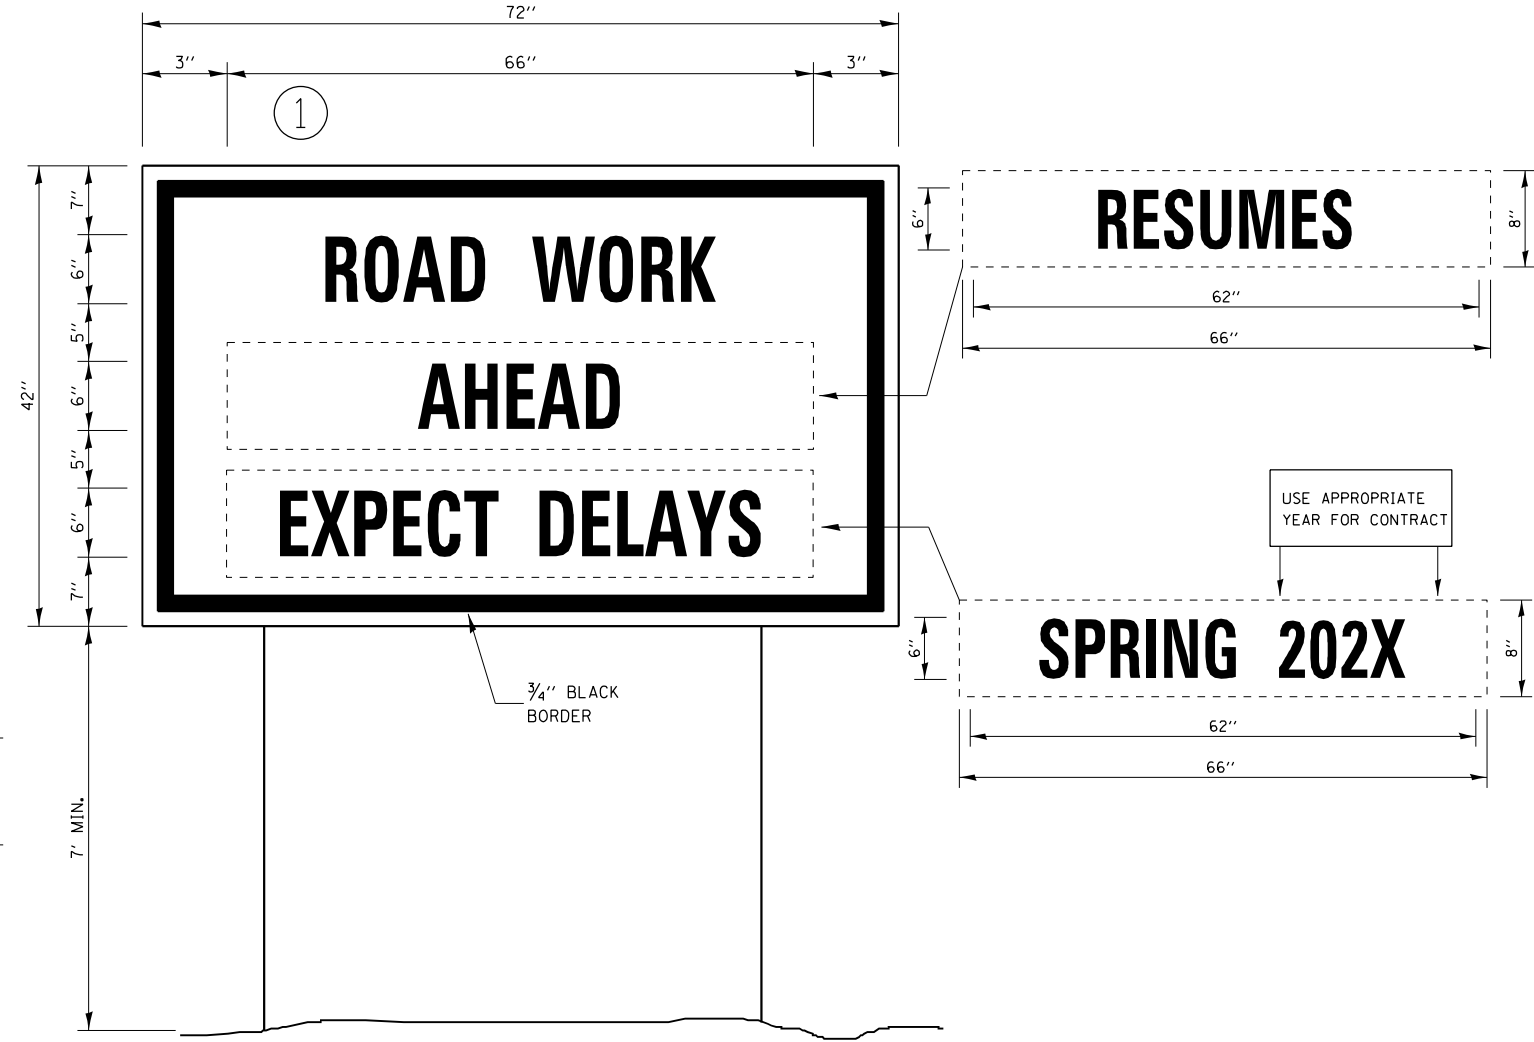 72''
3'' 66'' 3''
1
7''
6''
5''
6''
5''
6''
7''
42''
7' MIN.
ROAD WORK
AHEAD
EXPECT DELAYS
3/4'' BLACK
BORDER
6''
RESUMES
8''
62''
66''
USE APPROPRIATE
YEAR FOR CONTRACT
6''
SPRING 202X
8''
62''
66''